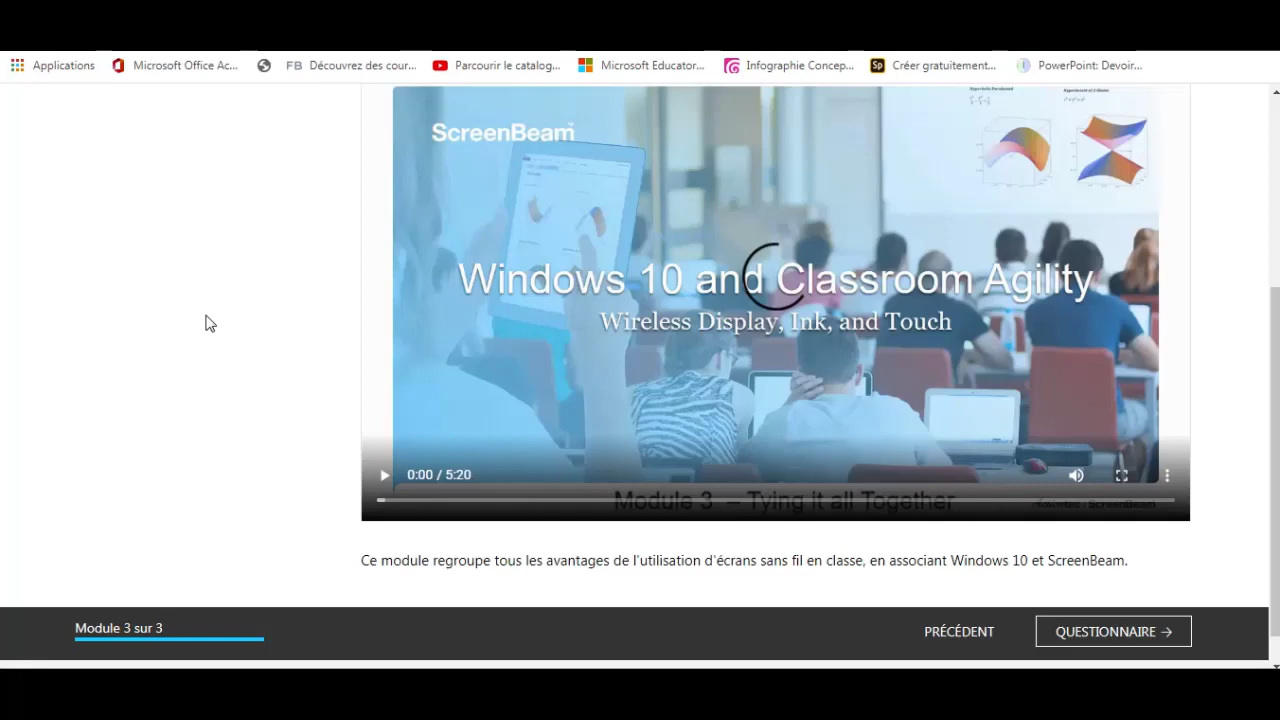 Applications
Microsoft Office Ac...
FB Découvrez des cour...
Parcourir le catalog...
Microsoft Educator...
Infographie Concep...
Sp Créer gratuitement...
PowerPoint: Devoir...
ScreenBeam™
Windows 10 and Classroom Agility
Wireless Display, Ink, and Touch
0:00 / 5:20
Module 3 – Tying it all Together
Ce module regroupe tous les avantages de l'utilisation d'écrans sans fil en classe, en associant Windows 10 et ScreenBeam.
Module 3 sur 3
PRÉCÉDENT
QUESTIONNAIRE →